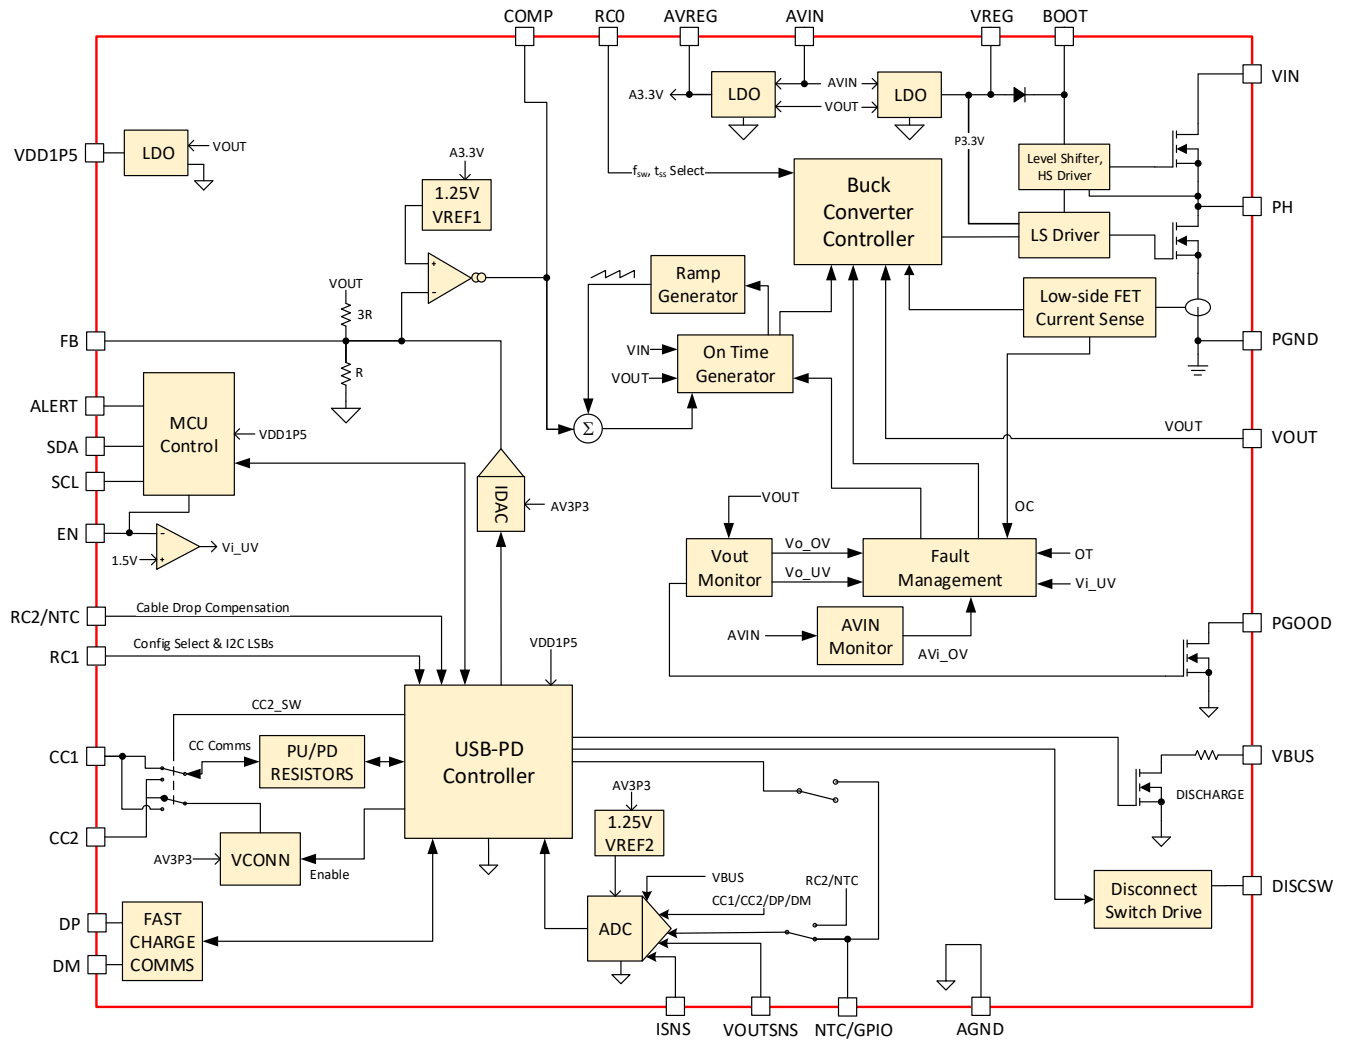 COMP
RC0
AVREG
AVIN
VREG
BOOT
VIN
A3.3V
LDO
AVIN
VOUT
LDO
P3.3V
VDD1P5
LDO
VOUT
A3.3V
1.25V
VREF1
fsw, tss Select
Buck
Converter
Controller
Level Shifter,
HS Driver
PH
LS Driver
+
-
VOUT
3R
R
Ramp
Generator
Low-side FET
Current Sense
FB
VIN
VOUT
On Time
Generator
PGND
ALERT
SDA
SCL
MCU
Control
VDD1P5
Σ
VOUT
VOUT
EN
-
1.5V
+
Vi_UV
IDAC
AV3P3
VOUT
OC
Vout
Monitor
Vo_OV
Vo_UV
Fault
Management
OT
Vi_UV
RC2/NTC
Cable Drop Compensation
RC1
Config Select & I2C LSBs
VDD1P5
AVIN
AVIN
Monitor
AVi_OV
PGOOD
CC2_SW
CC1
CC Comms
PU/PD
RESISTORS
USB-PD
Controller
VBUS
DISCHARGE
CC2
AV3P3
VCONN
Enable
AV3P3
1.25V
VREF2
VBUS
RC2/NTC
CC1/CC2/DP/DM
ADC
Disconnect
Switch Drive
DISCSW
DP
DM
FAST
CHARGE
COMMS
ISNS
VOUTSNS
NTC/GPIO
AGND